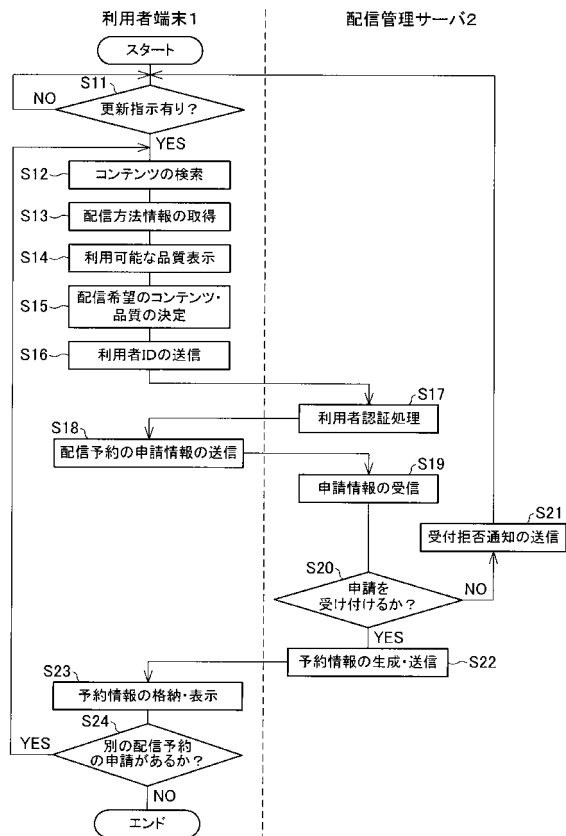 利用者端末1
配信管理サーバ2
スタート
S11
更新指示有り?
NO
YES
S12
コンテンツの検索
S13
配信方法情報の取得
S14
利用可能な品質表示
S15
配信希望のコンテンツ・
品質の決定
S16
利用者IDの送信
S17
利用者認証処理
S18
配信予約の申請情報の送信
S19
申請情報の受信
S20
申請を
受け付けるか?
NO
S21
受付拒否通知の送信
YES
予約情報の生成・送信
S22
S23
予約情報の格納・表示
S24
別の配信予約
の申請があるか?
YES
NO
エンド